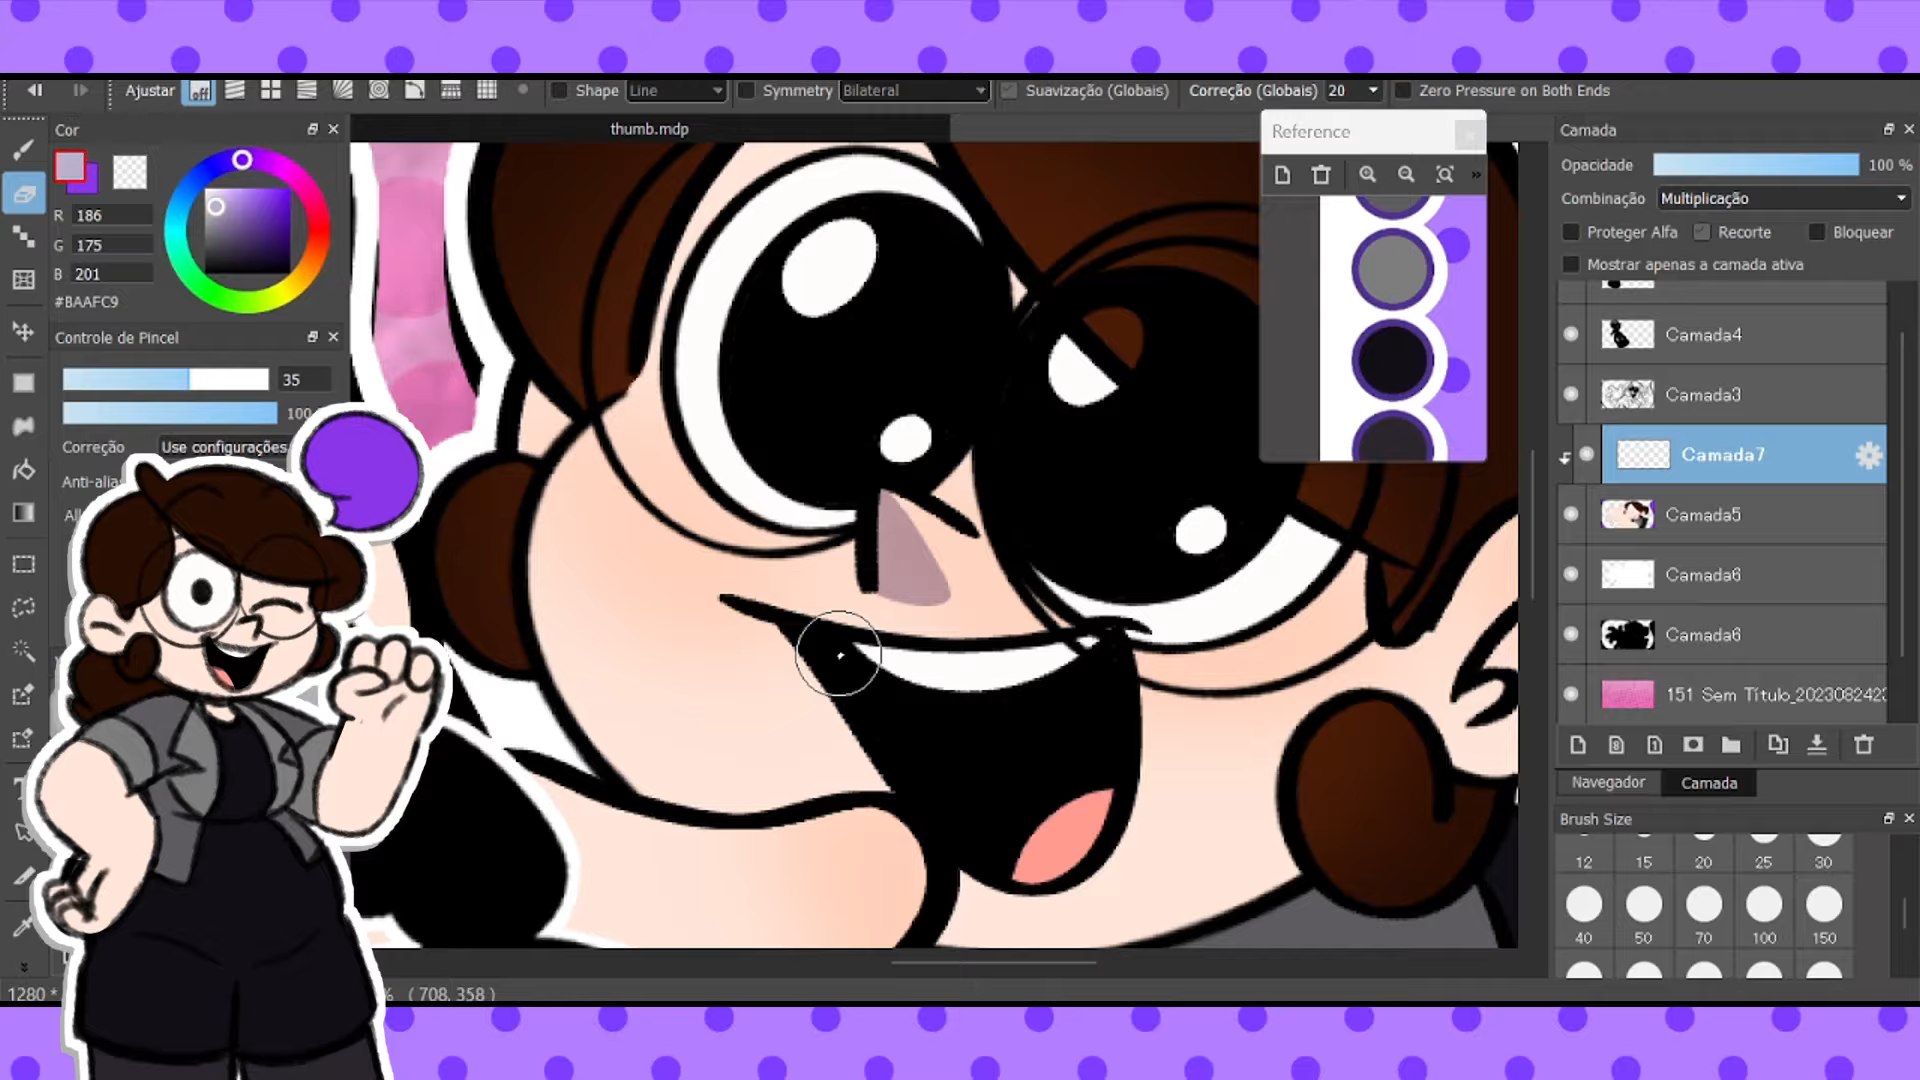 Ajustar off Shape Line Symmetry Bilateral Suavização (Globais) Correção (Globais) 20 Zero Pressure on Both Ends
Cor
thumb.mdp
Reference
Camada
Opacidade 100 %
Combinação Multiplicação
Proteger Alfa Recorte Bloquear
Mostrar apenas a camada ativa
R 186
G 175
B 201
#BAAFC9
Controle de Pincel
35
100
Correção Use configurações
Anti-alias
Camada4
Camada3
Camada7
Camada5
Camada6
Camada6
151 Sem Título_2023082423
Navegador Camada
Brush Size
12 15 20 25 30
40 50 70 100 150
1280 * % ( 708, 358 )